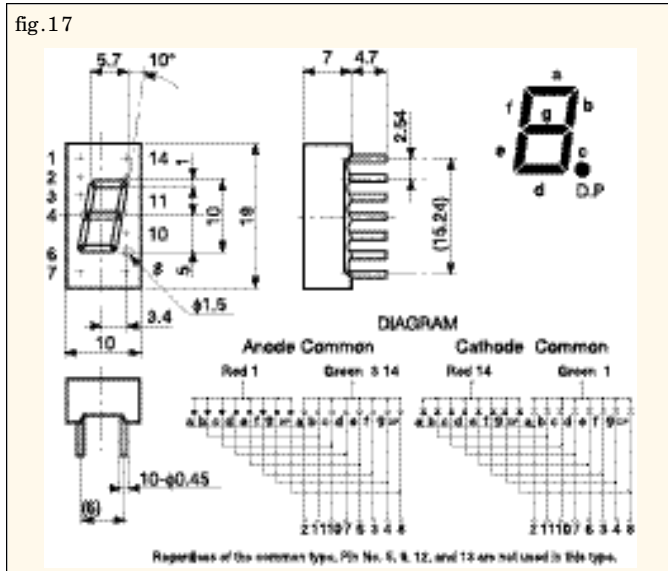 fig.17
5.7 10° 7 4.7
2.54
a
f g b
e c
d D.P
1 14
2
3 11
4 10
6 8
7
1
10
5
19
(15.24)
φ1.5
3.4
10
DIAGRAM
Anode Common Cathode Common
Red 1 Green 3 14 Red 14 Green 1
a b c d e f g a b c d e f g a b c d e f g a b c d e f g
10-φ0.45
(6)
2 11 10 7 6 3 4 8 2 11 10 7 6 3 4 8
Regardless of the common type, Pin No. 5, 9, 12, and 13 are not used in this type.